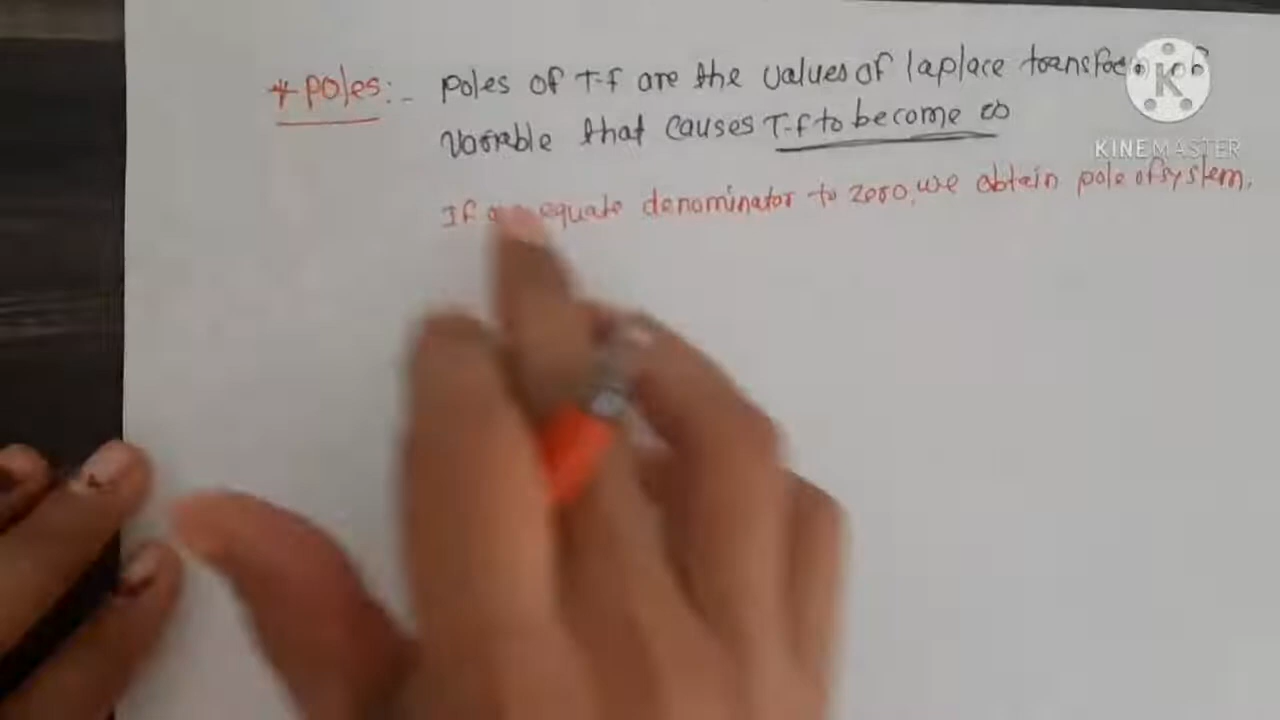 * Poles:- Poles of T-f are the values of laplace
Variable that causes T-f to become ∞
If equate denominator to zero, we obtain pole of system.
K
KINEMASTER